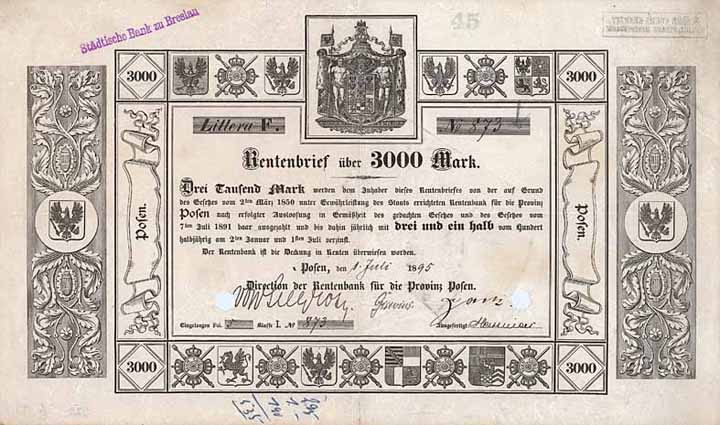 Städtische Bank zu Breslau
45
3000
3000
Littera F.
No 873
Rentenbrief über 3000 Mark.
Drei Tausend Mark werden dem Inhaber dieses Rentenbriefes von der auf Grund
des Gesetzes vom 2ten März 1850 unter Gewährleistung des Staats errichteten Rentenbank für die Provinz
Posen nach erfolgter Ausloosung in Gemäßheit des gedachten Gesetzes und des Gesetzes vom
7ten Juli 1891 baar ausgezahlt und bis dahin jährlich mit drei und ein halb vom Hundert
halbjährig am 2ten Januar und 1sten Juli verzinst.
Der Rentenbank ist die Deckung in Renten überwiesen worden.
Posen, den 1. Juli 1895
Direction der Rentenbank für die Provinz Posen.
Eingetragen Fol. Klasse I. No 873
Ausgefertigt
Posen.
Posen.
3000
3000